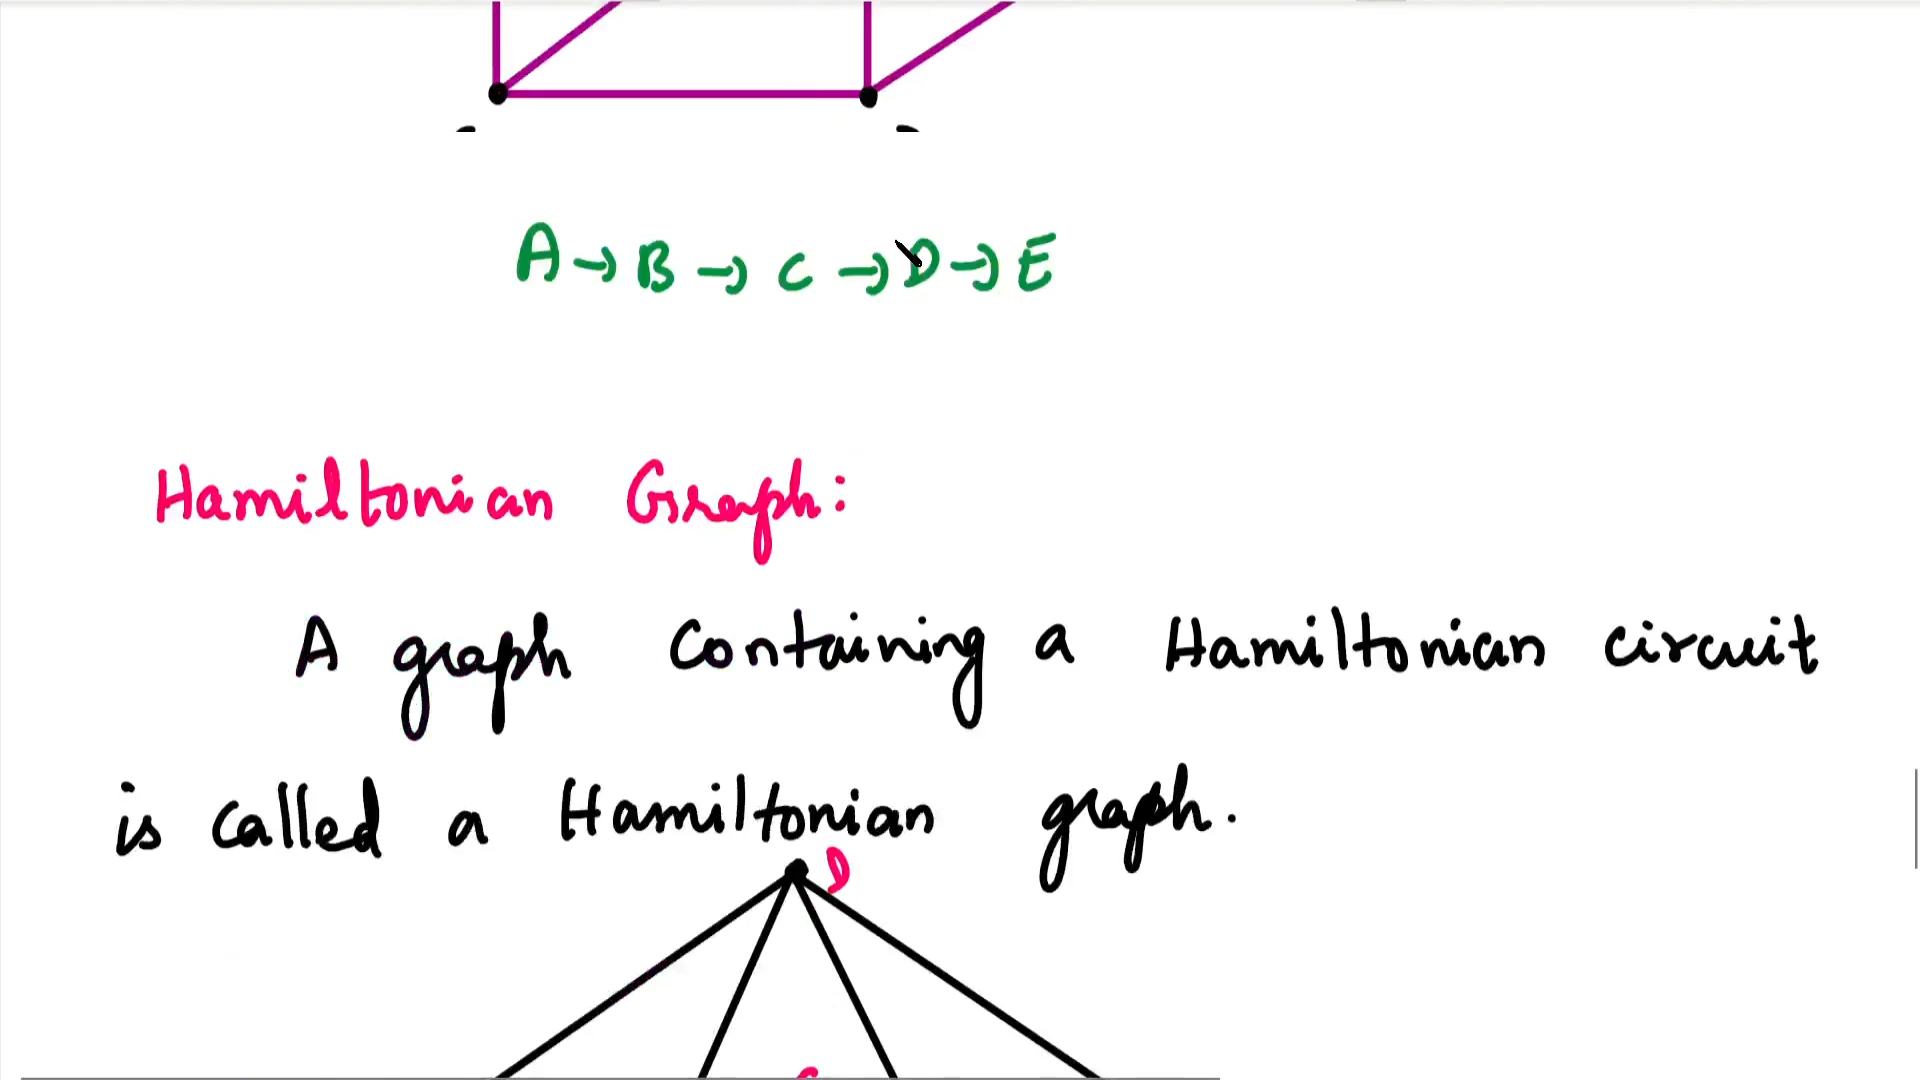 A → B → C → D → E
Hamiltonian Graph:
A graph containing a Hamiltonian circuit
is called a Hamiltonian graph.
D